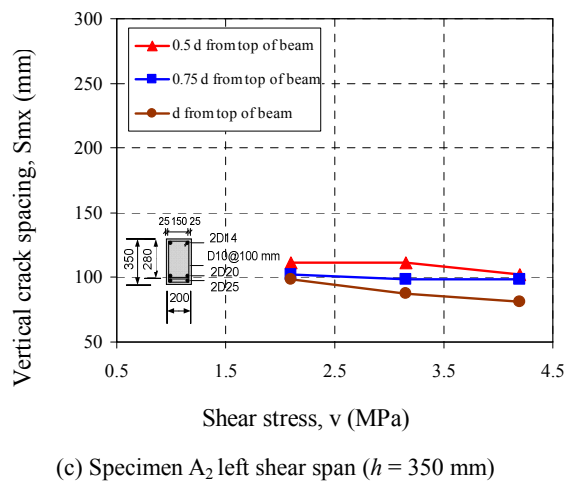 300
250
200
150
100
50
Vertical crack spacing, Smx (mm)
0.5 d from top of beam
0.75 d from top of beam
d from top of beam
25 150 25
2D14
D10@100 mm
2D20
2D25
350
280
200
0.5 1.5 2.5 3.5 4.5
Shear stress, v (MPa)
(c) Specimen A₂ left shear span (h = 350 mm)